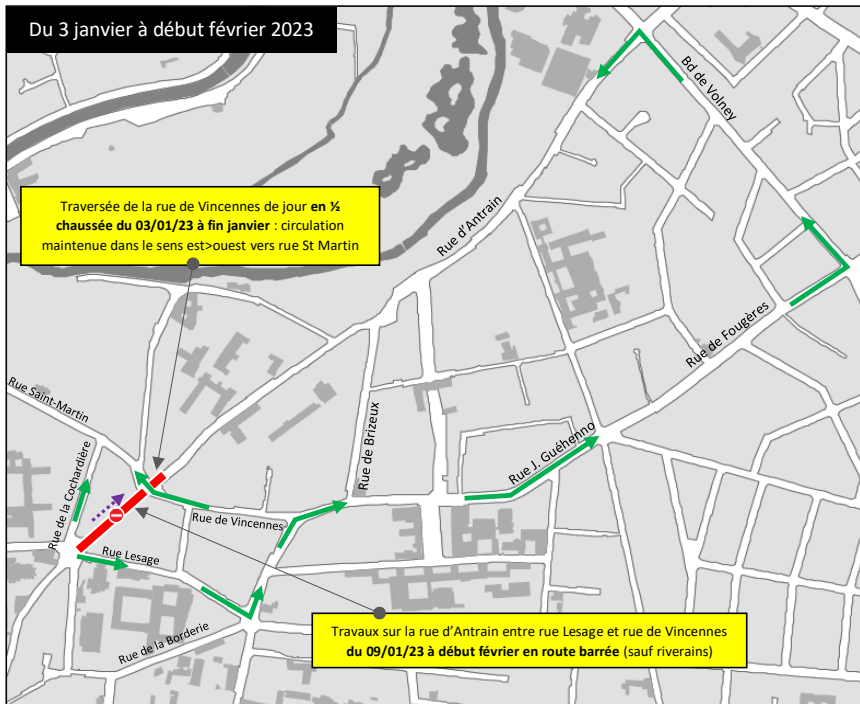 Du 3 janvier à début février 2023
Bd de Volney
Traversée de la rue de Vincennes de jour en ½
chaussée du 03/01/23 à fin janvier : circulation
maintenue dans le sens est>ouest vers rue St Martin
Rue d'Antrain
Rue de Fougères
Rue Saint-Martin
Rue de Brizeux
Rue J. Guéhenno
Rue de la Cochardière
Rue de Vincennes
Rue Lesage
Rue de la Borderie
Travaux sur la rue d'Antrain entre rue Lesage et rue de Vincennes
du 09/01/23 à début février en route barrée (sauf riverains)